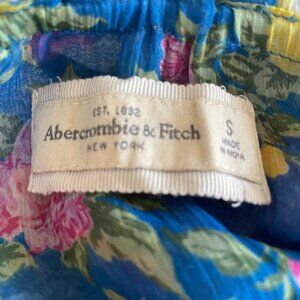 EST. 1892
Abercrombie & Fitch
NEW YORK
S
MADE
IN INDIA